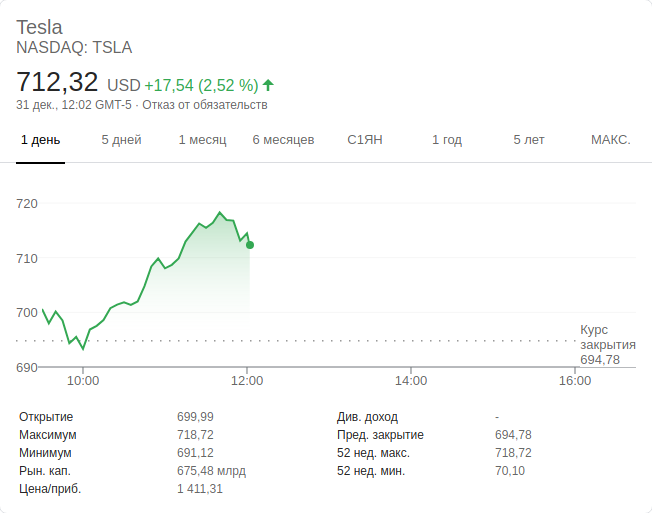 Tesla
NASDAQ: TSLA
712,32 USD +17,54 (2,52 %)
31 дек., 12:02 GMT-5 · Отказ от обязательств
1 день 5 дней 1 месяц 6 месяцев С1ЯН 1 год 5 лет МАКС.
720
710
700
690
Курс
закрытия
694,78
10:00 12:00 14:00 16:00
Открытие 699,99 Див. доход -
Максимум 718,72 Пред. закрытие 694,78
Минимум 691,12 52 нед. макс. 718,72
Рын. кап. 675,48 млрд 52 нед. мин. 70,10
Цена/приб. 1 411,31